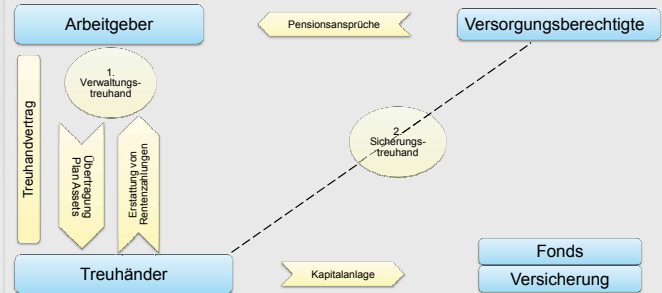 Arbeitgeber
Pensionsansprüche
Versorgungsberechtigte
1.
Verwaltungs-
treuhand
Treuhandvertrag
Übertragung
Plan Assets
Erstattung von
Rentenzahlungen
2.
Sicherungs-
treuhand
Treuhänder
Kapitalanlage
Fonds
Versicherung